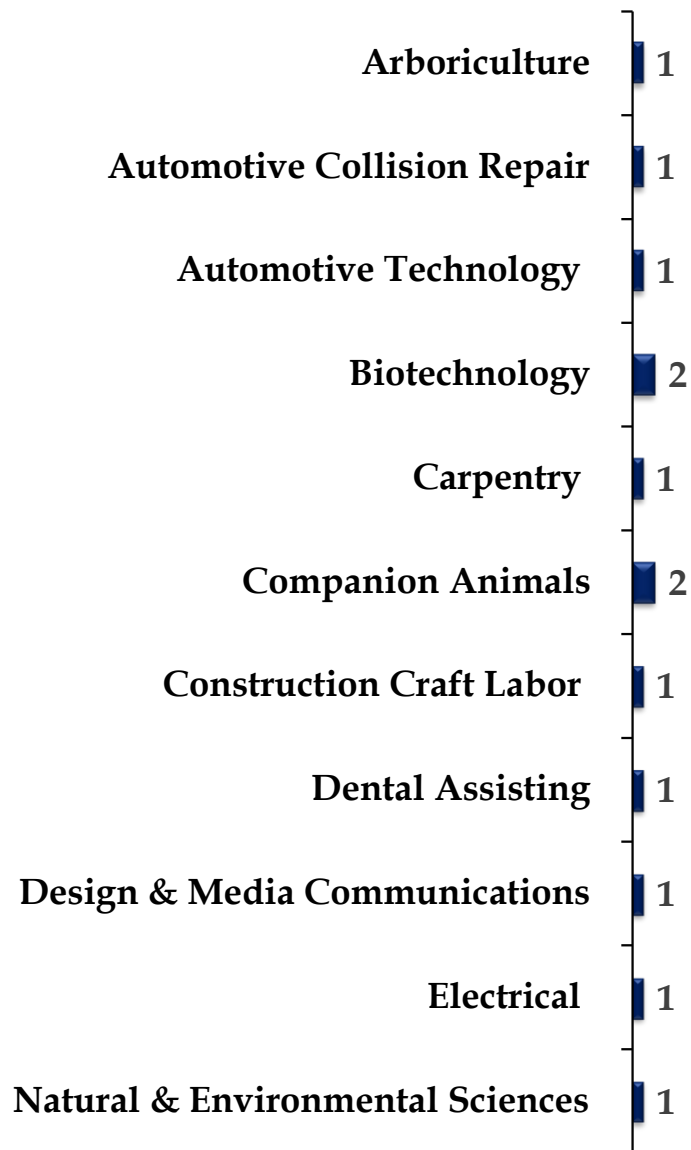 Arboriculture 1
Automotive Collision Repair 1
Automotive Technology 1
Biotechnology 2
Carpentry 1
Companion Animals 2
Construction Craft Labor 1
Dental Assisting 1
Design & Media Communications 1
Electrical 1
Natural & Environmental Sciences 1